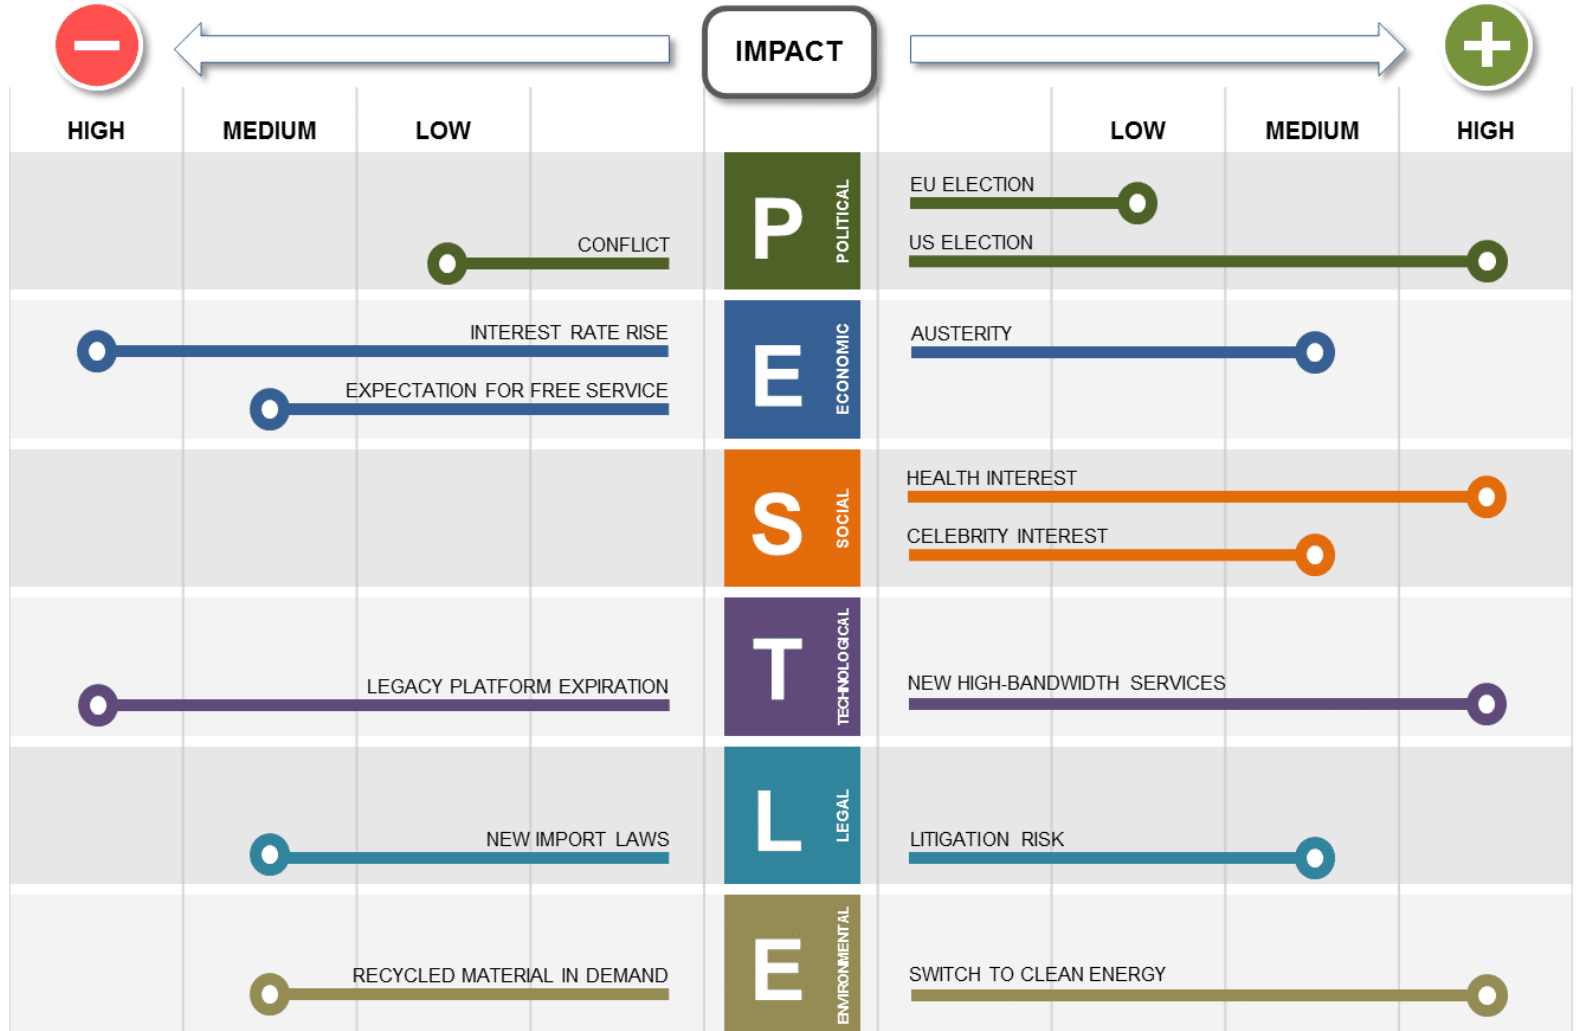 IMPACT
HIGH MEDIUM LOW LOW MEDIUM HIGH
P POLITICAL
CONFLICT
EU ELECTION
US ELECTION
E ECONOMIC
INTEREST RATE RISE
EXPECTATION FOR FREE SERVICE
AUSTERITY
S SOCIAL
HEALTH INTEREST
CELEBRITY INTEREST
T TECHNOLOGICAL
LEGACY PLATFORM EXPIRATION
NEW HIGH-BANDWIDTH SERVICES
L LEGAL
NEW IMPORT LAWS
LITIGATION RISK
E ENVIRONMENTAL
RECYCLED MATERIAL IN DEMAND
SWITCH TO CLEAN ENERGY